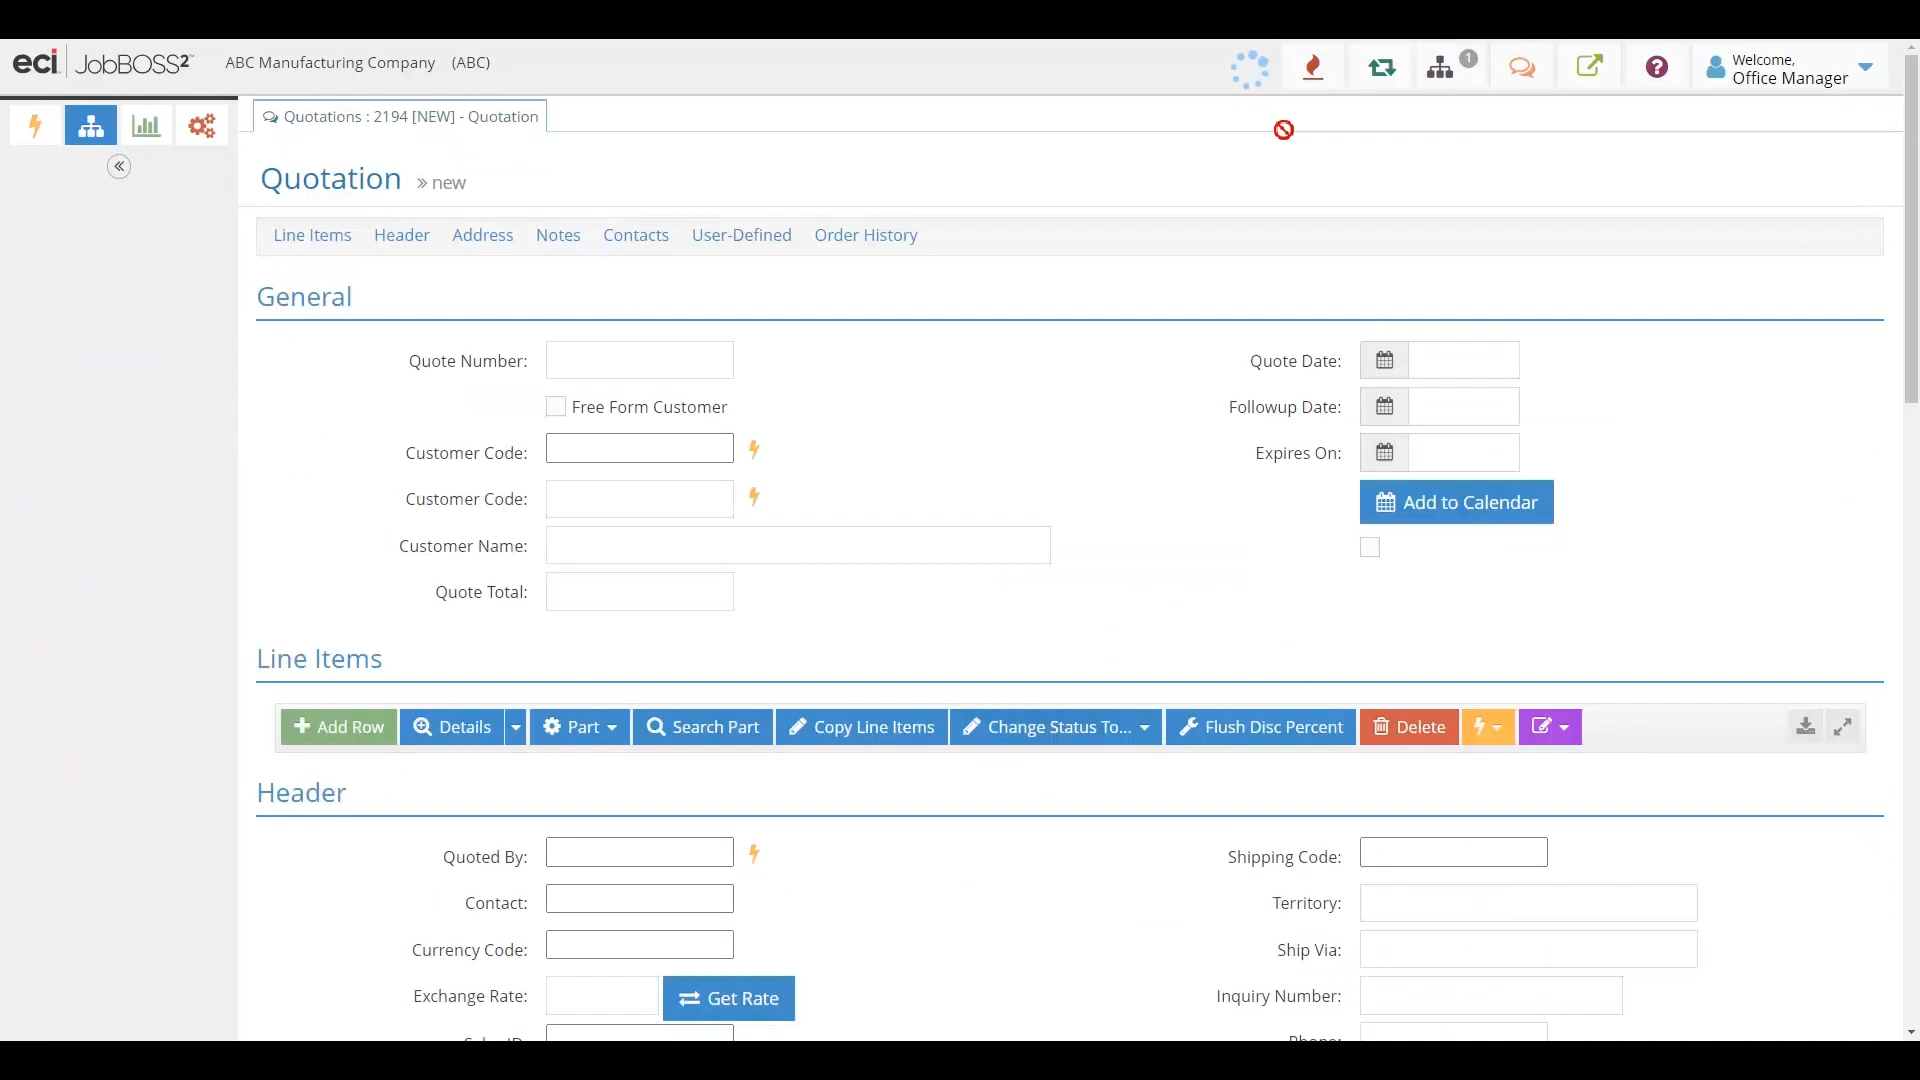 eci JobBOSS²™ ABC Manufacturing Company (ABC) 1 Welcome, Office Manager
Quotations : 2194 [NEW] - Quotation
Quotation » new
Line Items Header Address Notes Contacts User-Defined Order History
General
Quote Number: Quote Date:
Free Form Customer Followup Date:
Customer Code: Expires On:
Customer Code: Add to Calendar
Customer Name:
Quote Total:
Line Items
Add Row Details Part Search Part Copy Line Items Change Status To... Flush Disc Percent Delete
Header
Quoted By: Shipping Code:
Contact: Territory:
Currency Code: Ship Via:
Exchange Rate: Get Rate Inquiry Number: